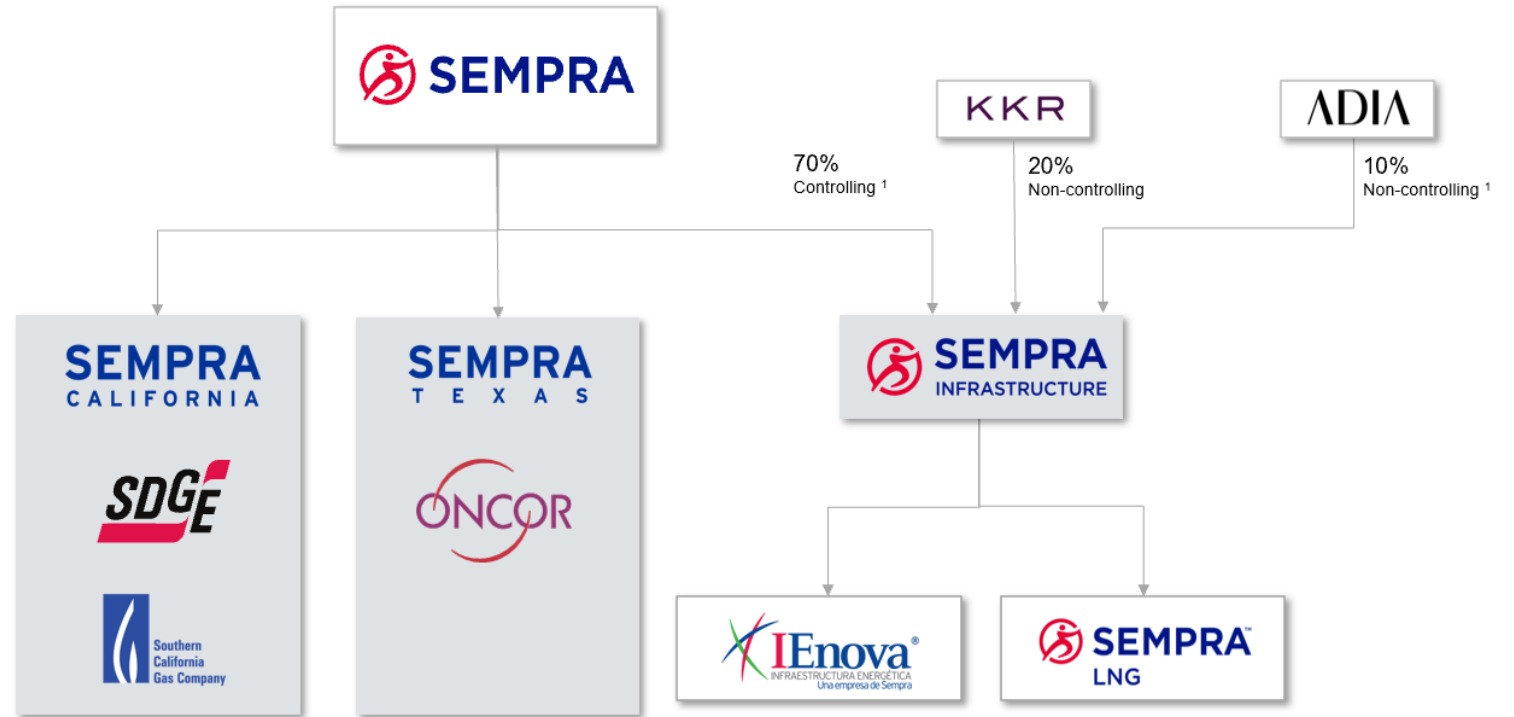 SEMPRA
KKR
ADIA
70%
Controlling ¹
20%
Non-controlling
10%
Non-controlling ¹
SEMPRA
CALIFORNIA
SDGE
Southern
California
Gas Company
SEMPRA
TEXAS
ONCOR
SEMPRA
INFRASTRUCTURE
IEnova®
INFRAESTRUCTURA ENERGÉTICA
Una empresa de Sempra
SEMPRA™
LNG